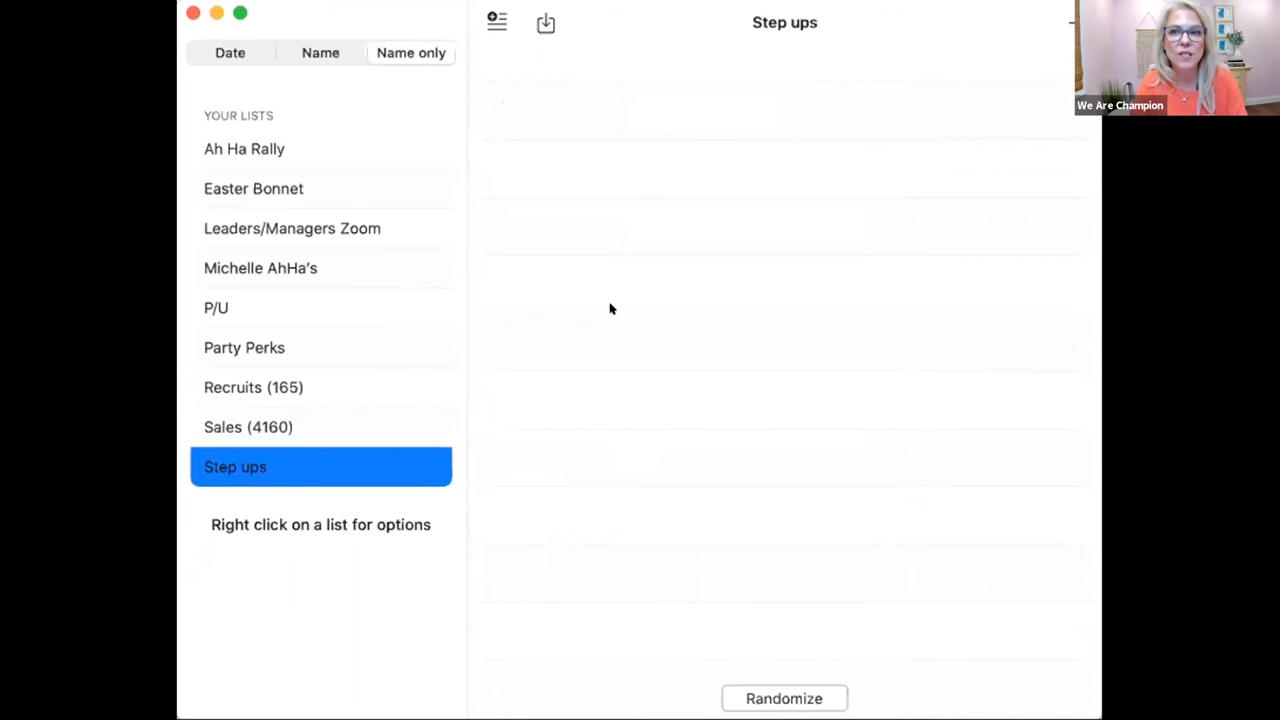 Step ups
Date
Name
Name only
We Are Champion
YOUR LISTS
Ah Ha Rally
Easter Bonnet
Leaders/Managers Zoom
Michelle AhHa's
P/U
Party Perks
Recruits (165)
Sales (4160)
Step ups
Right click on a list for options
Randomize